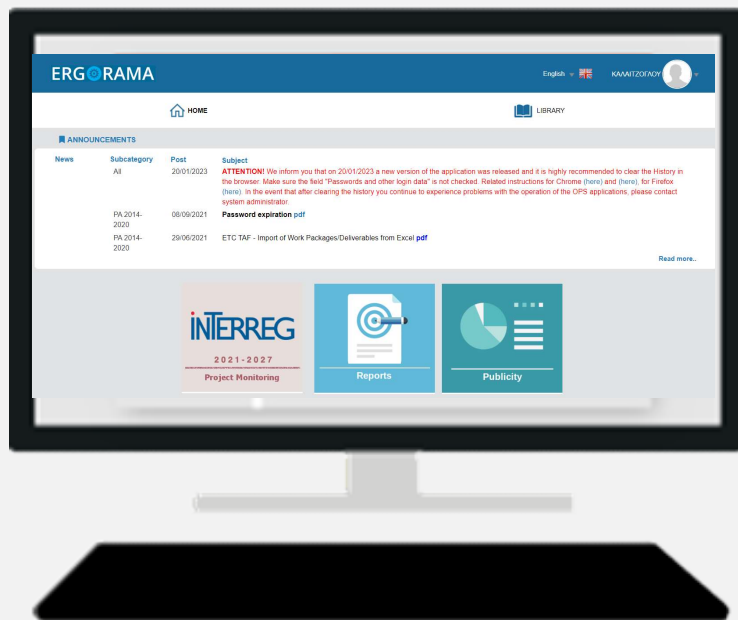 ERGORAMA
English
ΚΑΛΑΙΤΖΟΓΛΟΥ
HOME
LIBRARY
ANNOUNCEMENTS
News Subcategory Post Subject
All 20/01/2023 ATTENTION! We inform you that on 20/01/2023 a new version of the application was released and it is highly recommended to clear the History in
the browser. Make sure the field "Passwords and other login data" is not checked. Related instructions for Chrome (here) and (here), for Firefox
(here). In the event that after clearing the history you continue to experience problems with the operation of the OPS applications, please contact
system administrator.
PA 2014-
2020
08/09/2021 Password expiration pdf
PA 2014-
2020
29/06/2021 ETC TAF - Import of Work Packages/Deliverables from Excel pdf
Read more..
iNTERREG
2021-2027
Project Monitoring
Reports
Publicity